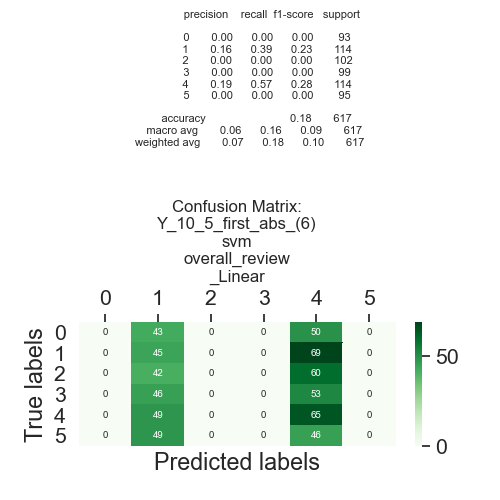 precision recall f1-score support
0 0.00 0.00 0.00 93
1 0.16 0.39 0.23 114
2 0.00 0.00 0.00 102
3 0.00 0.00 0.00 99
4 0.19 0.57 0.28 114
5 0.00 0.00 0.00 95
accuracy 0.18 617
macro avg 0.06 0.16 0.09 617
weighted avg 0.07 0.18 0.10 617
Confusion Matrix:
Y_10_5_first_abs_(6)
svm
overall_review
_Linear
0 1 2 3 4 5
True labels
0 0 43 0 0 50 0
1 0 45 0 0 69 0
2 0 42 0 0 60 0
3 0 46 0 0 53 0
4 0 49 0 0 65 0
5 0 49 0 0 46 0
50
0
Predicted labels